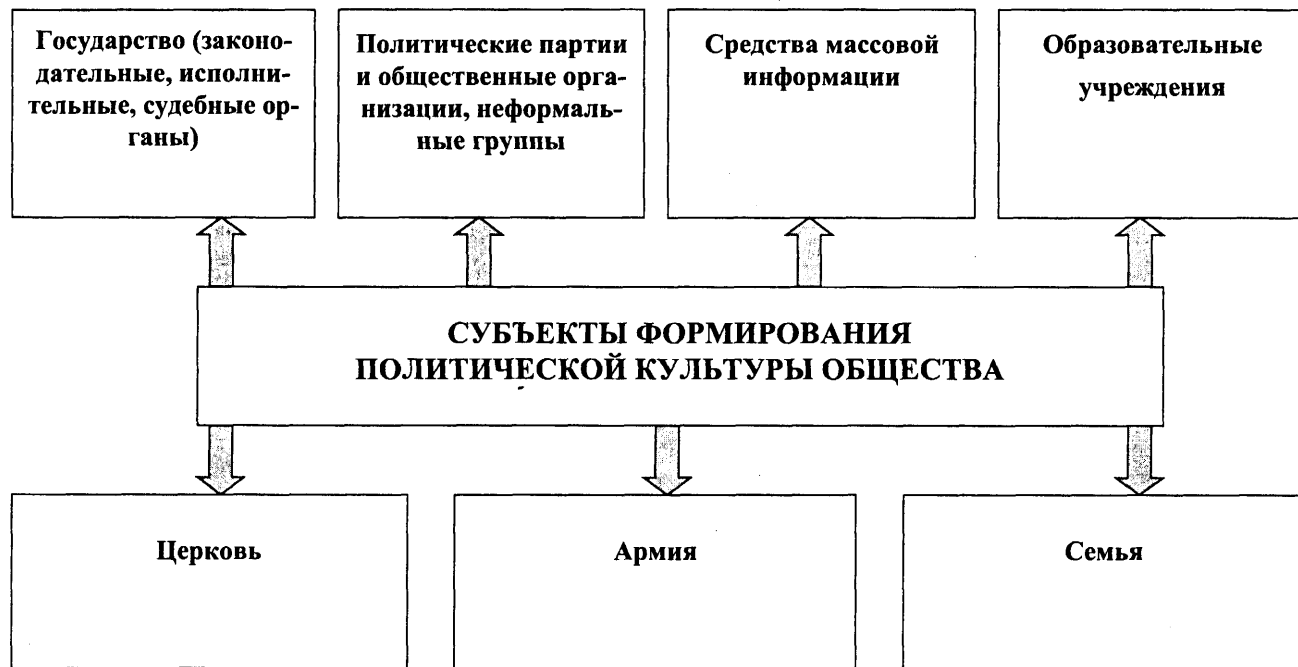 Государство (законо-
дательные, исполни-
тельные, судебные ор-
ганы)
Политические партии
и общественные орга-
низации, неформаль-
ные группы
Средства массовой
информации
Образовательные
учреждения
СУБЪЕКТЫ ФОРМИРОВАНИЯ
ПОЛИТИЧЕСКОЙ КУЛЬТУРЫ ОБЩЕСТВА
Церковь
Армия
Семья